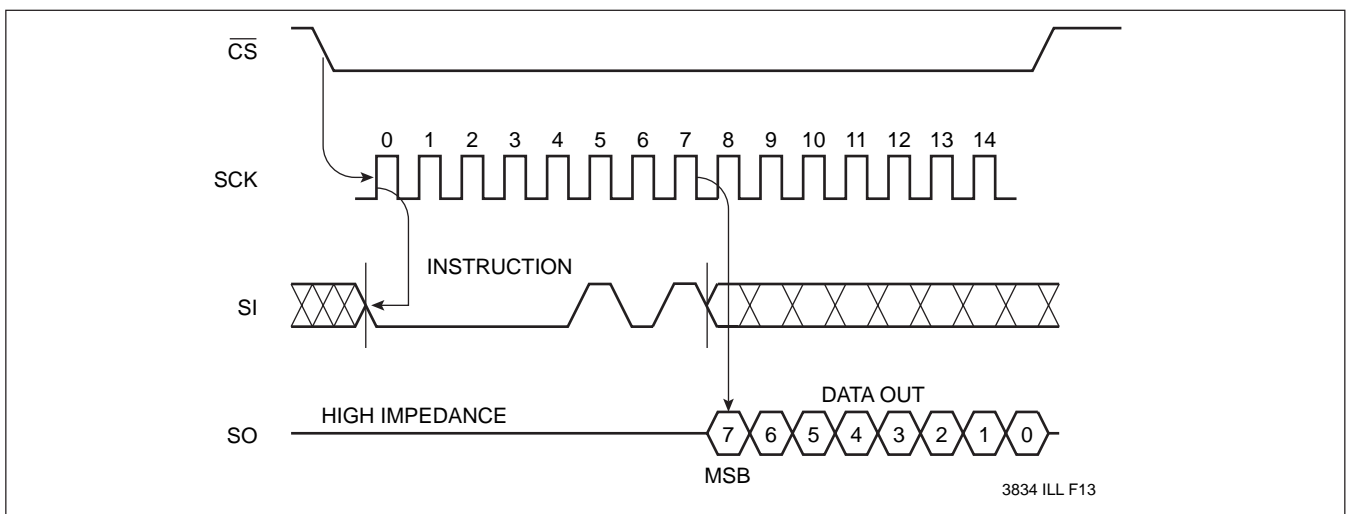 CS
0 1 2 3 4 5 6 7 8 9 10 11 12 13 14
SCK
INSTRUCTION
SI
DATA OUT
HIGH IMPEDANCE
SO
7 6 5 4 3 2 1 0
MSB
3834 ILL F13